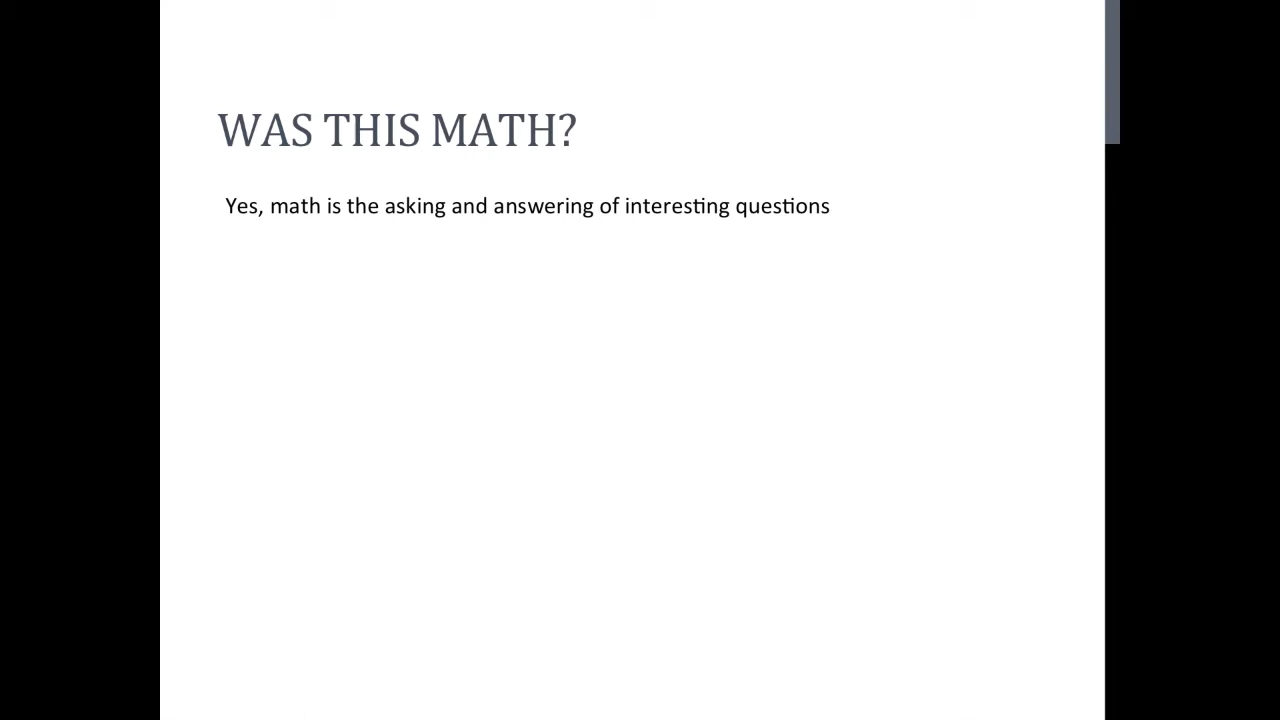 WAS THIS MATH?
Yes, math is the asking and answering of interesting questions